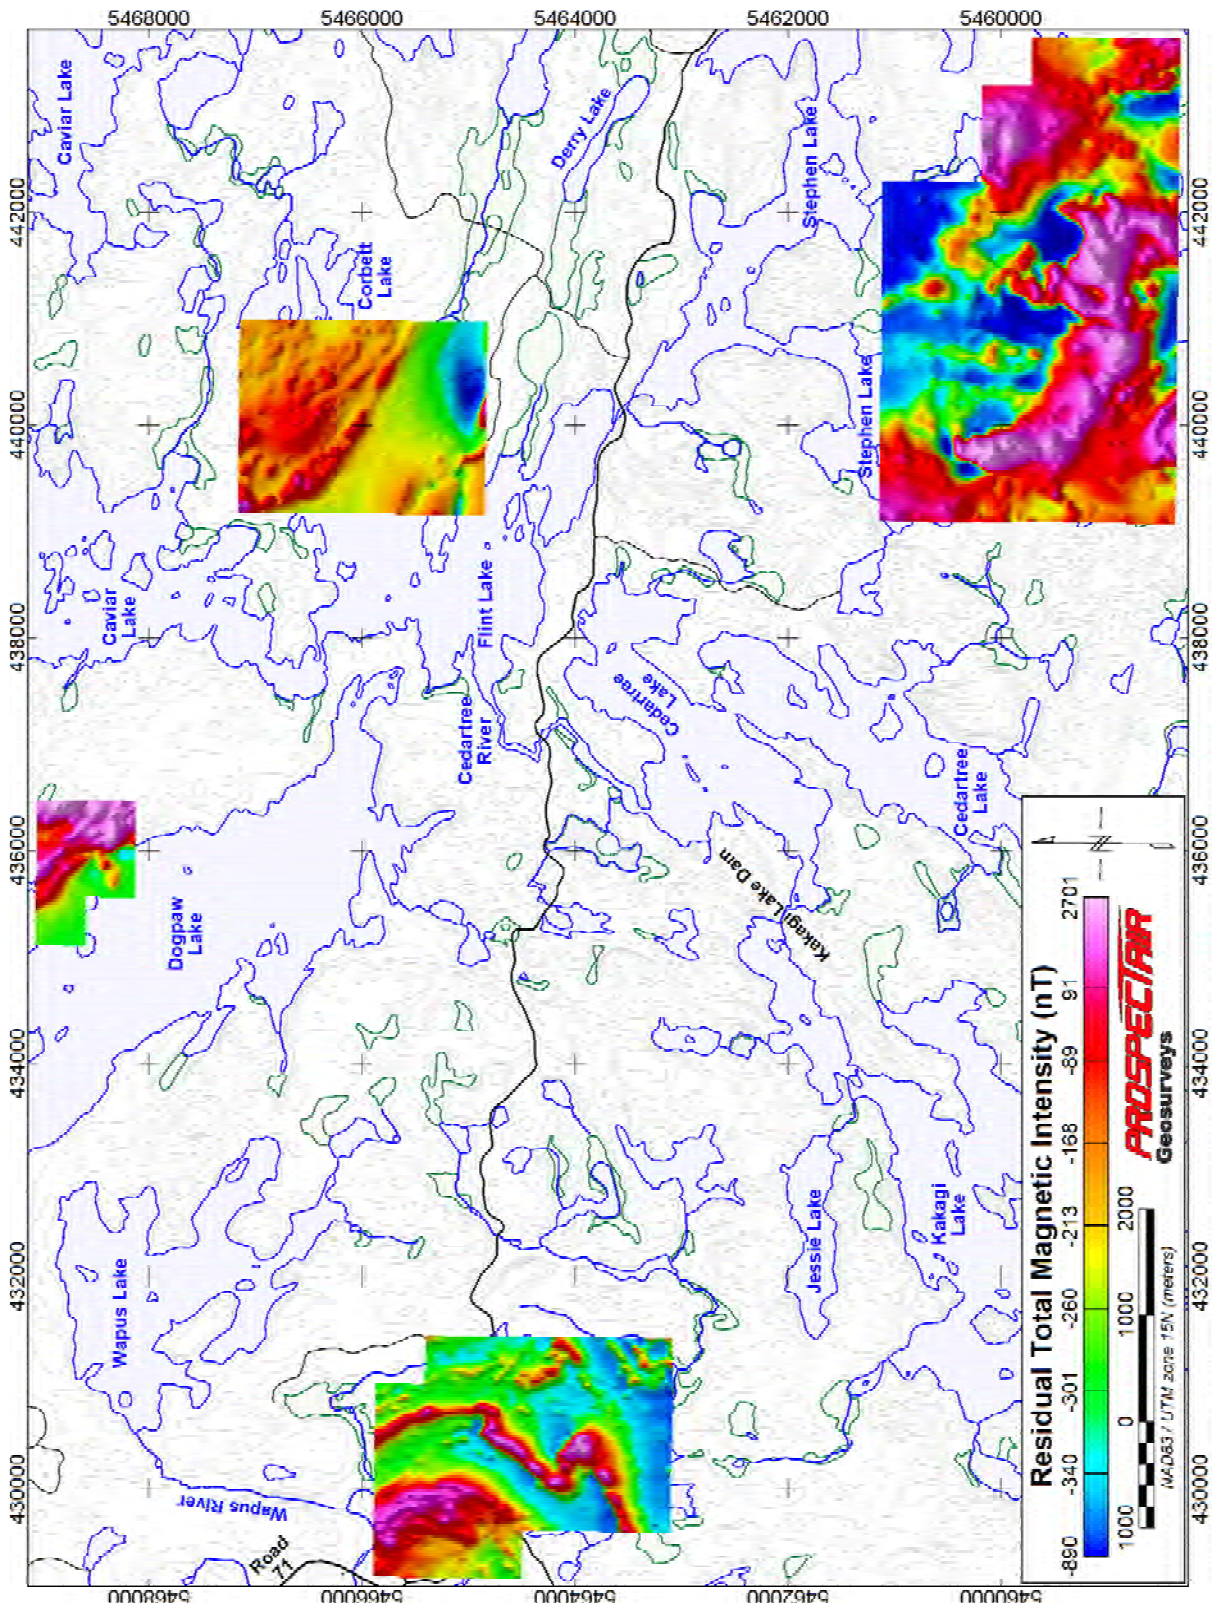 5468000
5466000
5464000
5462000
5460000
442000
440000
438000
436000
434000
432000
430000
442000
440000
438000
436000
434000
432000
430000
5468000
5466000
5464000
5462000
5460000
Caviar Lake
Derry Lake
Stephen Lake
Corbett
Lake
Stephen Lake
Caviar
Lake
Flint Lake
Cedartree
Lake
Cedartree
River
Cedartree
Lake
Dogpaw
Lake
Kakagi Lake Dam
Wapus Lake
Jessie Lake
Kakagi
Lake
Wapus River
Road
71
Residual Total Magnetic Intensity (nT)
-890 -340 -301 -260 -213 -168 -89 91 2701
1000 0 1000 2000
NAD83 / UTM zone 15N (meters)
PROSPECTAIR
Geosurveys